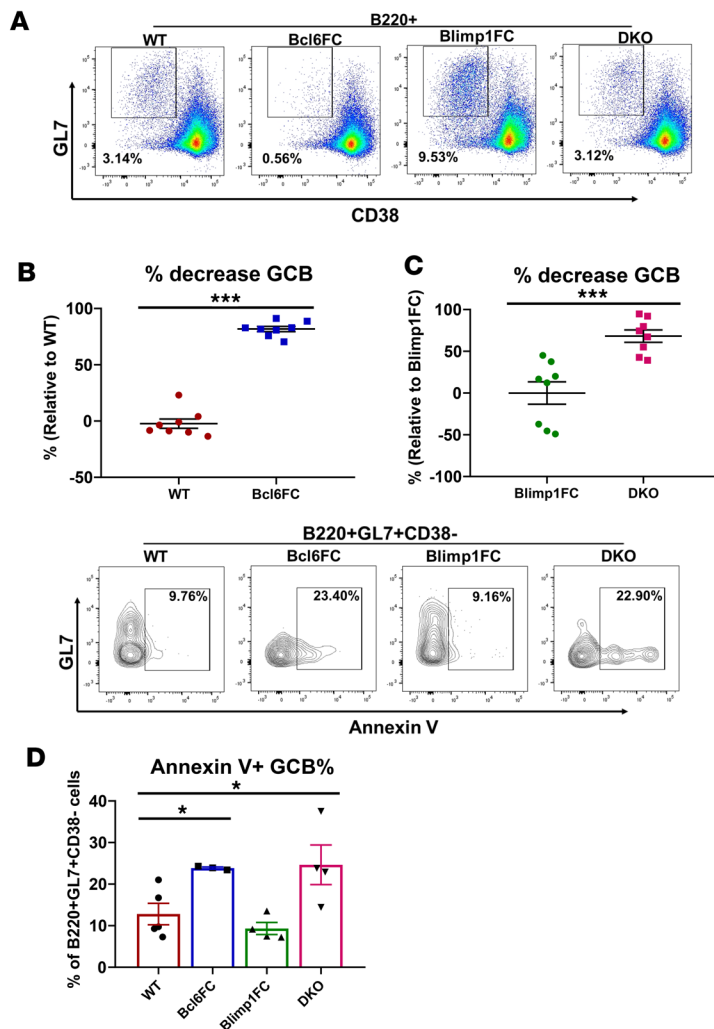 A
B220+
WT Bcl6FC Blimp1FC DKO
3.14% 0.56% 9.53% 3.12%
GL7
CD38
B
% decrease GCB
***
% (Relative to WT)
100
50
0
-50
WT Bcl6FC
C
% decrease GCB
***
% (Relative to Blimp1FC)
100
50
0
-50
-100
Blimp1FC DKO
B220+GL7+CD38-
WT Bcl6FC Blimp1FC DKO
9.76% 23.40% 9.16% 22.90%
GL7
Annexin V
D
Annexin V+ GCB%
*
*
% of B220+GL7+CD38- cells
40
30
20
10
0
WT Bcl6FC Blimp1FC DKO